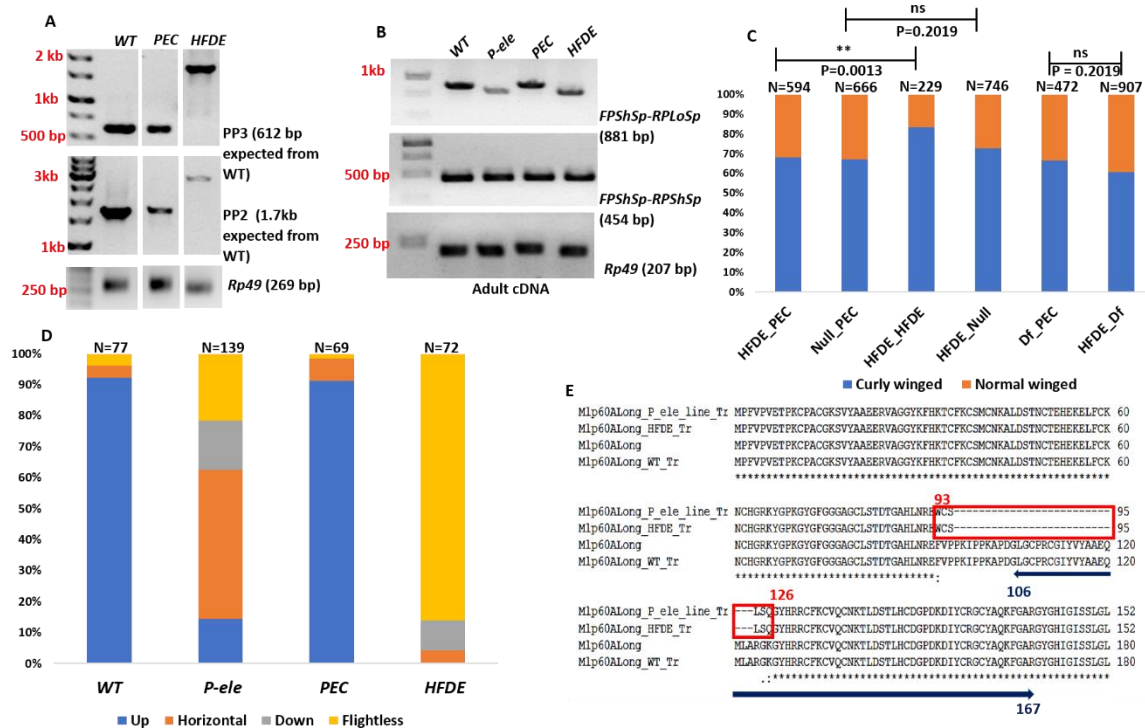 A
WT PEC HFDE
2 kb
1kb
500 bp
PP3 (612 bp
expected from
WT)
3kb
1kb
PP2 (1.7kb
expected from
WT)
250 bp
Rp49 (269 bp)
B
WT P-ele PEC HFDE
1kb
FPShSp-RPLoSp
(881 bp)
500 bp
FPShSp-RPShSp
(454 bp)
250 bp
Rp49 (207 bp)
Adult cDNA
C
ns
P=0.2019
**
P=0.0013
ns
P = 0.2019
N=594 N=666 N=229 N=746 N=472 N=907
100%
90%
80%
70%
60%
50%
40%
30%
20%
10%
0%
HFDE_PEC Null_PEC HFDE_HFDE HFDE_Null Df_PEC HFDE_Df
Curly winged Normal winged
D
N=77 N=139 N=69 N=72
100%
90%
80%
70%
60%
50%
40%
30%
20%
10%
0%
WT P-ele PEC HFDE
Up Horizontal Down Flightless
E
Mlp60ALong_P_ele_line_Tr MPFVPVETPKCPACGKSVYAAEERVAGGYKFHKTCFKCSMCNKALDSTNCTEHEKELFCK 60
Mlp60ALong_HFDE_Tr MPFVPVETPKCPACGKSVYAAEERVAGGYKFHKTCFKCSMCNKALDSTNCTEHEKELFCK 60
Mlp60ALong MPFVPVETPKCPACGKSVYAAEERVAGGYKFHKTCFKCSMCNKALDSTNCTEHEKELFCK 60
Mlp60ALong_WT_Tr MPFVPVETPKCPACGKSVYAAEERVAGGYKFHKTCFKCSMCNKALDSTNCTEHEKELFCK 60
************************************************************
93
Mlp60ALong_P_ele_line_Tr NCHGRKYGPKGYGFGGGAGCLSTDTGAHLNREWCS------------------------- 95
Mlp60ALong_HFDE_Tr NCHGRKYGPKGYGFGGGAGCLSTDTGAHLNREWCS------------------------- 95
Mlp60ALong NCHGRKYGPKGYGFGGGAGCLSTDTGAHLNREFVPPKIPPKAPDGLGCPRCGIYVYAAEQ 120
Mlp60ALong_WT_Tr NCHGRKYGPKGYGFGGGAGCLSTDTGAHLNREFVPPKIPPKAPDGLGCPRCGIYVYAAEQ 120
********************************:
126
106
Mlp60ALong_P_ele_line_Tr ---LSQGYHRRCFKCVQCNKTLDSTLHCDGPDKDIYCRGCYAQKFGARGYGHIGISSLGL 152
Mlp60ALong_HFDE_Tr ---LSQGYHRRCFKCVQCNKTLDSTLHCDGPDKDIYCRGCYAQKFGARGYGHIGISSLGL 152
Mlp60ALong MLARGKGYHRRCFKCVQCNKTLDSTLHCDGPDKDIYCRGCYAQKFGARGYGHIGISSLGL 180
Mlp60ALong_WT_Tr MLARGKGYHRRCFKCVQCNKTLDSTLHCDGPDKDIYCRGCYAQKFGARGYGHIGISSLGL 180
.:******************************************************
167